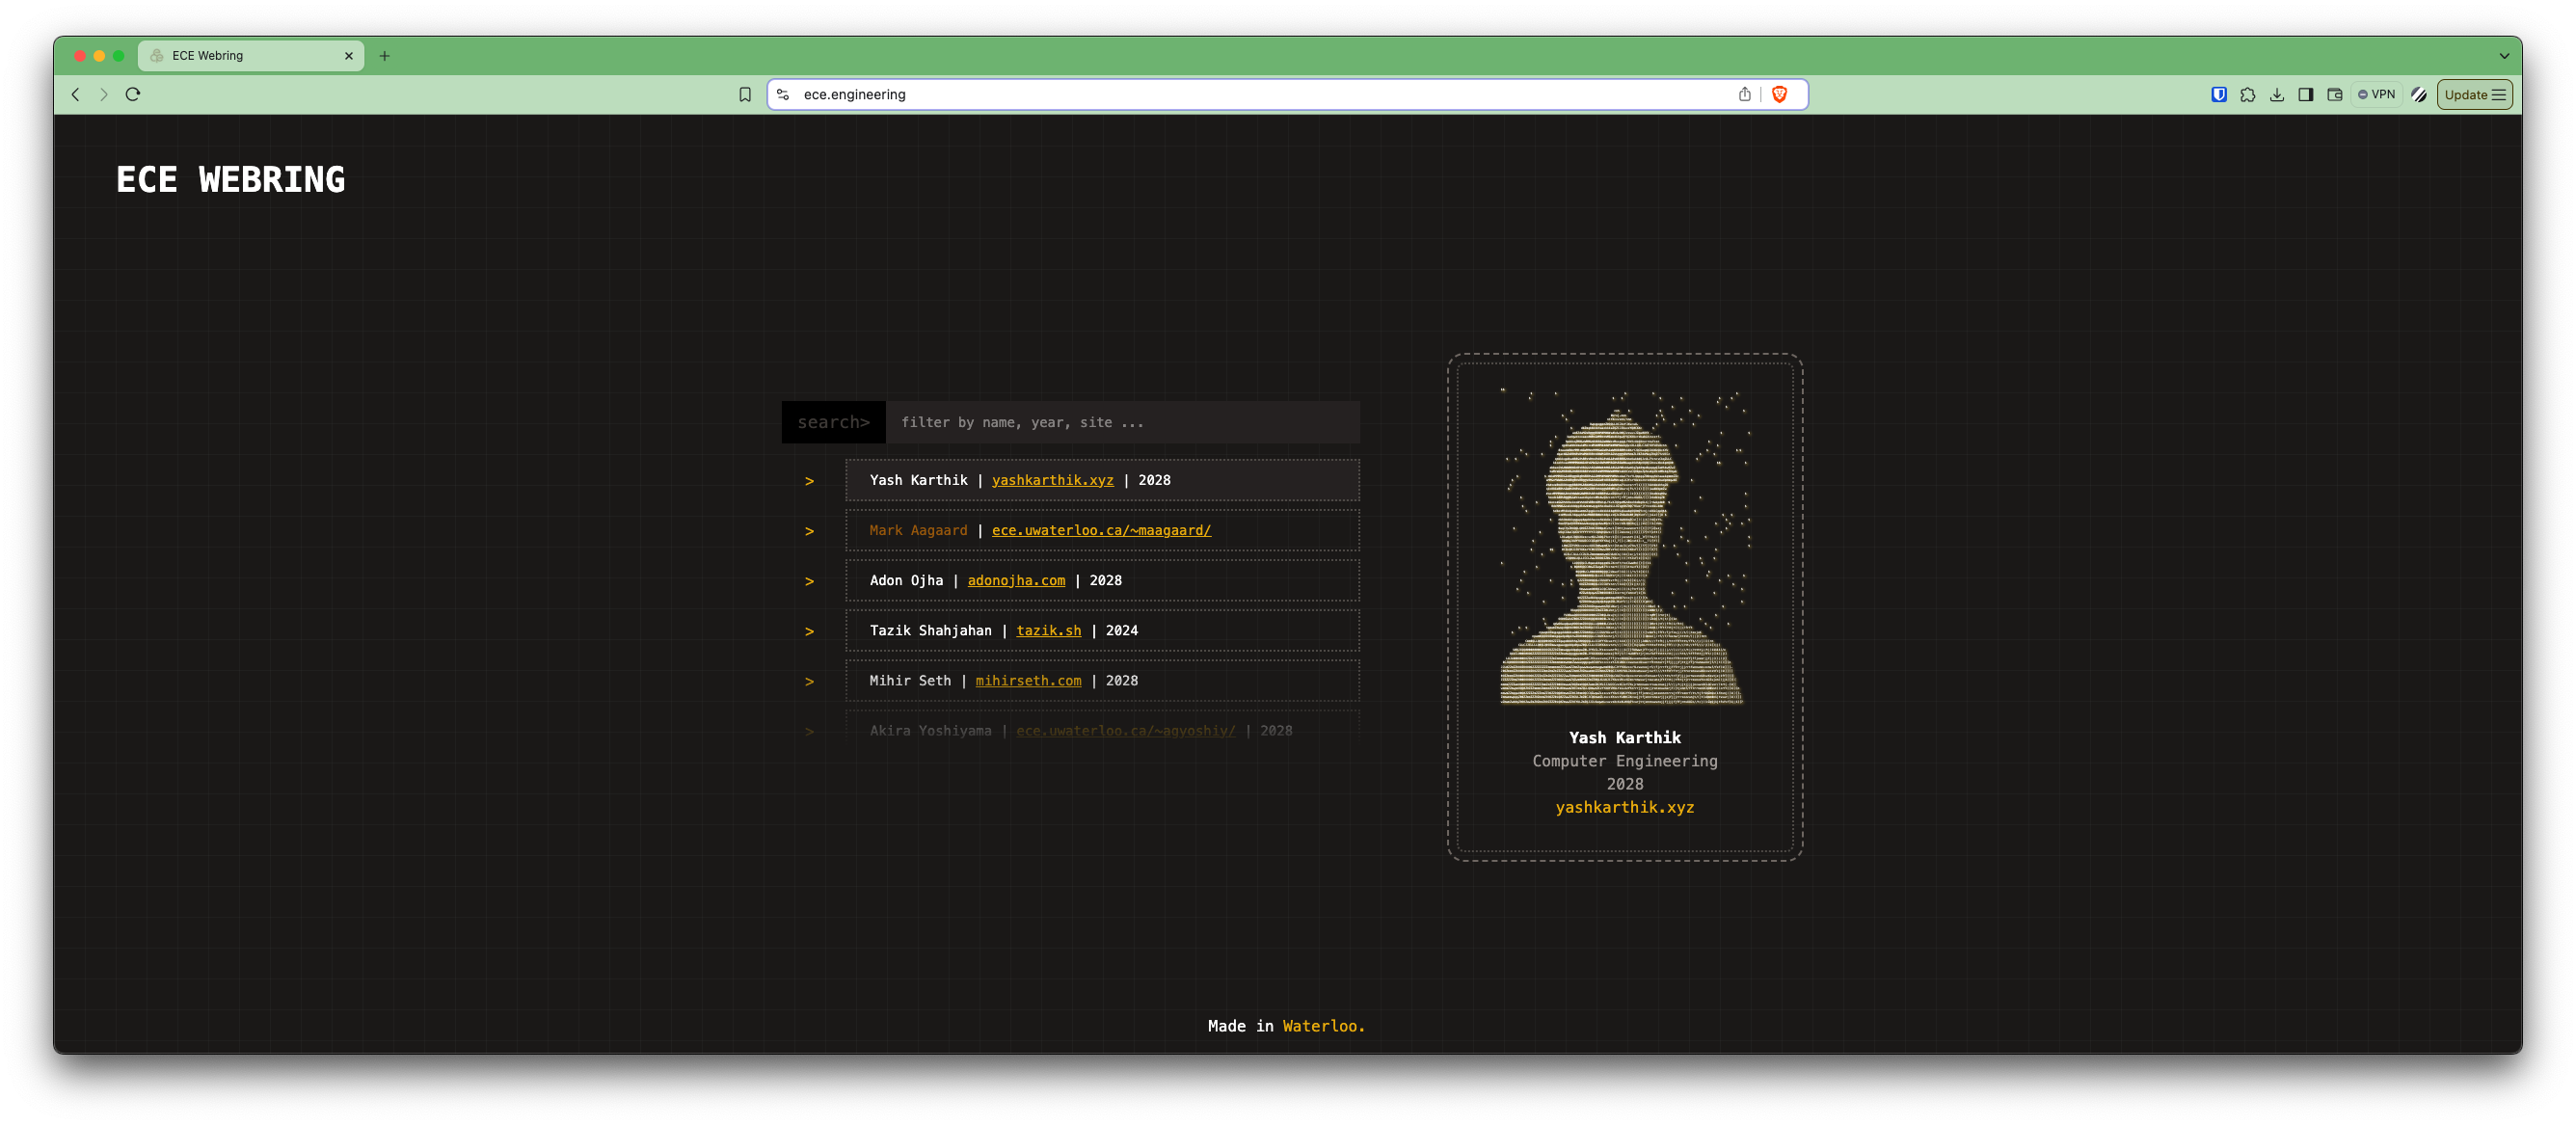 ECE Webring
ece.engineering
VPN
Update
ECE WEBRING
search> filter by name, year, site ...
> Yash Karthik | yashkarthik.xyz | 2028
> Mark Aagaard | ece.uwaterloo.ca/~maagaard/
> Adon Ojha | adonojha.com | 2028
> Tazik Shahjahan | tazik.sh | 2024
> Mihir Seth | mihirseth.com | 2028
> Akira Yoshiyama | ece.uwaterloo.ca/~agyoshiy/ | 2028
Yash Karthik
Computer Engineering
2028
yashkarthik.xyz
Made in Waterloo.